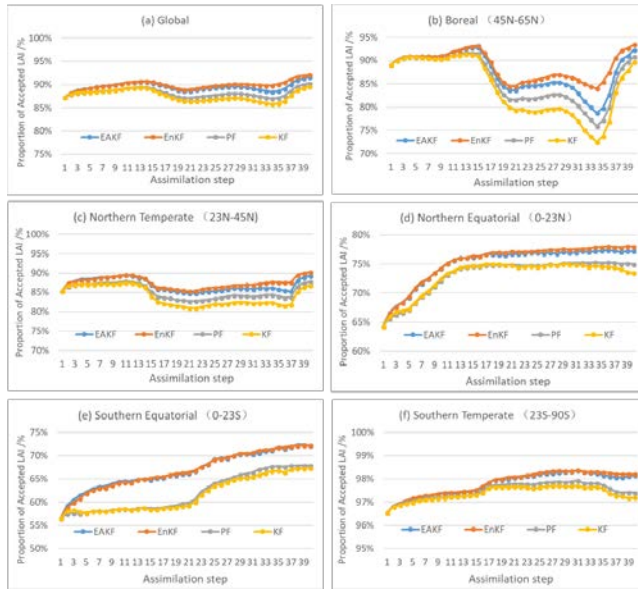 (a) Global
Proportion of Accepted LAI /%
100%
95%
90%
85%
80%
75%
EAKF EnKF PF KF
1 3 5 7 9 11 13 15 17 19 21 23 25 27 29 31 33 35 37 39
Assimilation step
(b) Boreal （45N-65N）
Proportion of Accepted LAI /%
95%
90%
85%
80%
75%
70%
EAKF EnKF PF KF
1 3 5 7 9 11 13 15 17 19 21 23 25 27 29 31 33 35 37 39
Assimilation step
(c) Northern Temperate （23N-45N）
Proportion of Accepted LAI /%
100%
95%
90%
85%
80%
75%
70%
EAKF EnKF PF KF
1 3 5 7 9 11 13 15 17 19 21 23 25 27 29 31 33 35 37 39
Assimilation step
(d) Northern Equatorial （0-23N）
Proportion of Accepted LAI /%
80%
75%
70%
65%
60%
EAKF EnKF PF KF
1 3 5 7 9 11 13 15 17 19 21 23 25 27 29 31 33 35 37 39
Assimilation step
(e) Southern Equatorial （0-23S）
Proportion of Accepted LAI /%
75%
70%
65%
60%
55%
50%
EAKF EnKF PF KF
1 3 5 7 9 11 13 15 17 19 21 23 25 27 29 31 33 35 37 39
Assimilation step
(f) Southern Temperate （23S-90S）
Proportion of Accepted LAI /%
100%
99%
98%
97%
96%
95%
EAKF EnKF PF KF
1 3 5 7 9 11 13 15 17 19 21 23 25 27 29 31 33 35 37 39
Assimilation step